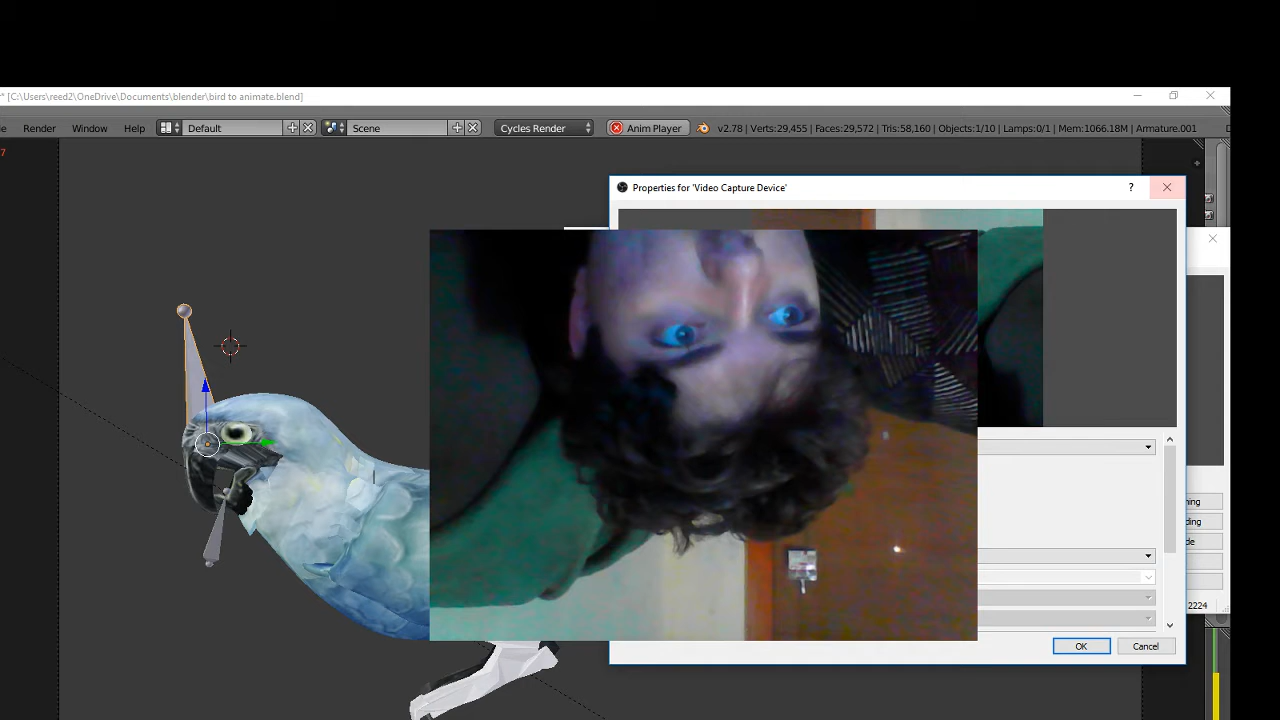 * [C:\Users\reed2\OneDrive\Documents\blender\bird to animate.blend]
Render Window Help Default Scene Cycles Render Anim Player v2.78 | Verts:29,455 | Faces:29,572 | Tris:58,160 | Objects:1/10 | Lamps:0/1 | Mem:1066.18M | Armature.001
7
Properties for 'Video Capture Device' ?
2224
OK Cancel